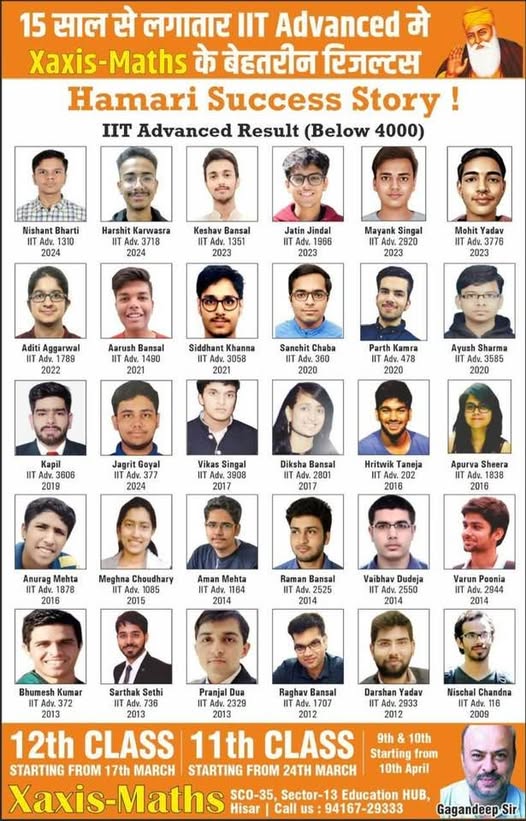 15 साल से लगातार IIT Advanced मे
Xaxis-Maths के बेहतरीन रिजल्टस
Hamari Success Story !
IIT Advanced Result (Below 4000)
Nishant Bharti
IIT Adv. 1310
2024
Harshit Karwasra
IIT Adv. 3718
2024
Keshav Bansal
IIT Adv. 1351
2023
Jatin Jindal
IIT Adv. 1966
2023
Mayank Singal
IIT Adv. 2920
2023
Mohit Yadav
IIT Adv. 3776
2023
Aditi Aggarwal
IIT Adv. 1789
2022
Aarush Bansal
IIT Adv. 1490
2021
Siddhant Khanna
IIT Adv. 3058
2021
Sanchit Chaba
IIT Adv. 360
2020
Parth Kamra
IIT Adv. 478
2020
Ayush Sharma
IIT Adv. 3585
2020
Kapil
IIT Adv. 3606
2019
Jagrit Goyal
IIT Adv. 377
2024
Vikas Singal
IIT Adv. 3908
2017
Diksha Bansal
IIT Adv. 2801
2017
Hritwik Taneja
IIT Adv. 202
2016
Apurva Sheera
IIT Adv. 1838
2016
Anurag Mehta
IIT Adv. 1878
2016
Meghna Choudhary
IIT Adv. 1085
2015
Aman Mehta
IIT Adv. 1164
2014
Raman Bansal
IIT Adv. 2525
2014
Vaibhav Dudeja
IIT Adv. 2550
2014
Varun Poonia
IIT Adv. 2944
2014
Bhumesh Kumar
IIT Adv. 372
2013
Sarthak Sethi
IIT Adv. 736
2013
Pranjal Dua
IIT Adv. 2329
2013
Raghav Bansal
IIT Adv. 1707
2012
Darshan Yadav
IIT Adv. 2933
2012
Nischal Chandna
IIT Adv. 116
2009
12th CLASS
STARTING FROM 17th MARCH
11th CLASS
STARTING FROM 24th MARCH
9th & 10th
Starting from
10th April
Xaxis-Maths
SCO-35, Sector-13 Education HUB,
Hisar | Call us : 94167-29333
Gagandeep Sir